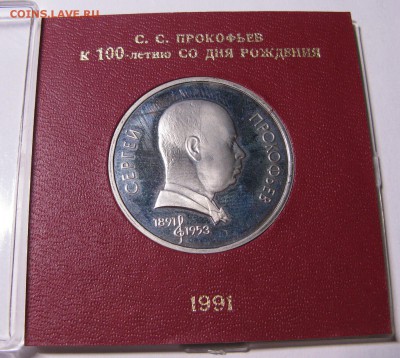 COINS.LAVE.RU
С. С. ПРОКОФЬЕВ
к 100-летию СО ДНЯ РОЖДЕНИЯ
СЕРГЕЙ ПРОКОФЬЕВ
1891
1953
1991